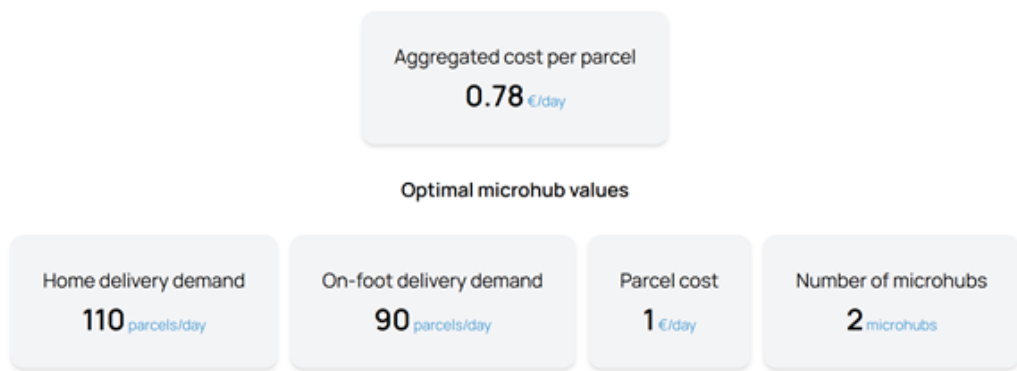 Aggregated cost per parcel
0.78 €/day
Optimal microhub values
Home delivery demand
110 parcels/day
On-foot delivery demand
90 parcels/day
Parcel cost
1 €/day
Number of microhubs
2 microhubs